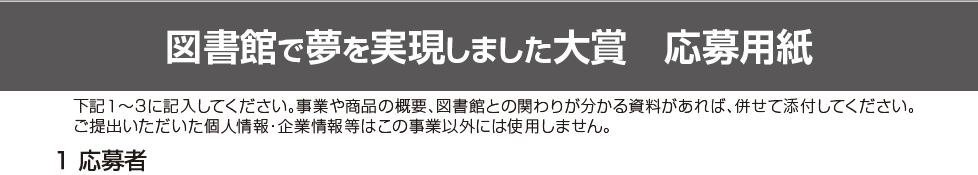 図書館で夢を実現しました大賞　応募用紙
下記1〜3に記入してください。事業や商品の概要、図書館との関わりが分かる資料があれば、併せて添付してください。
ご提出いただいた個人情報・企業情報等はこの事業以外には使用しません。
1 応募者